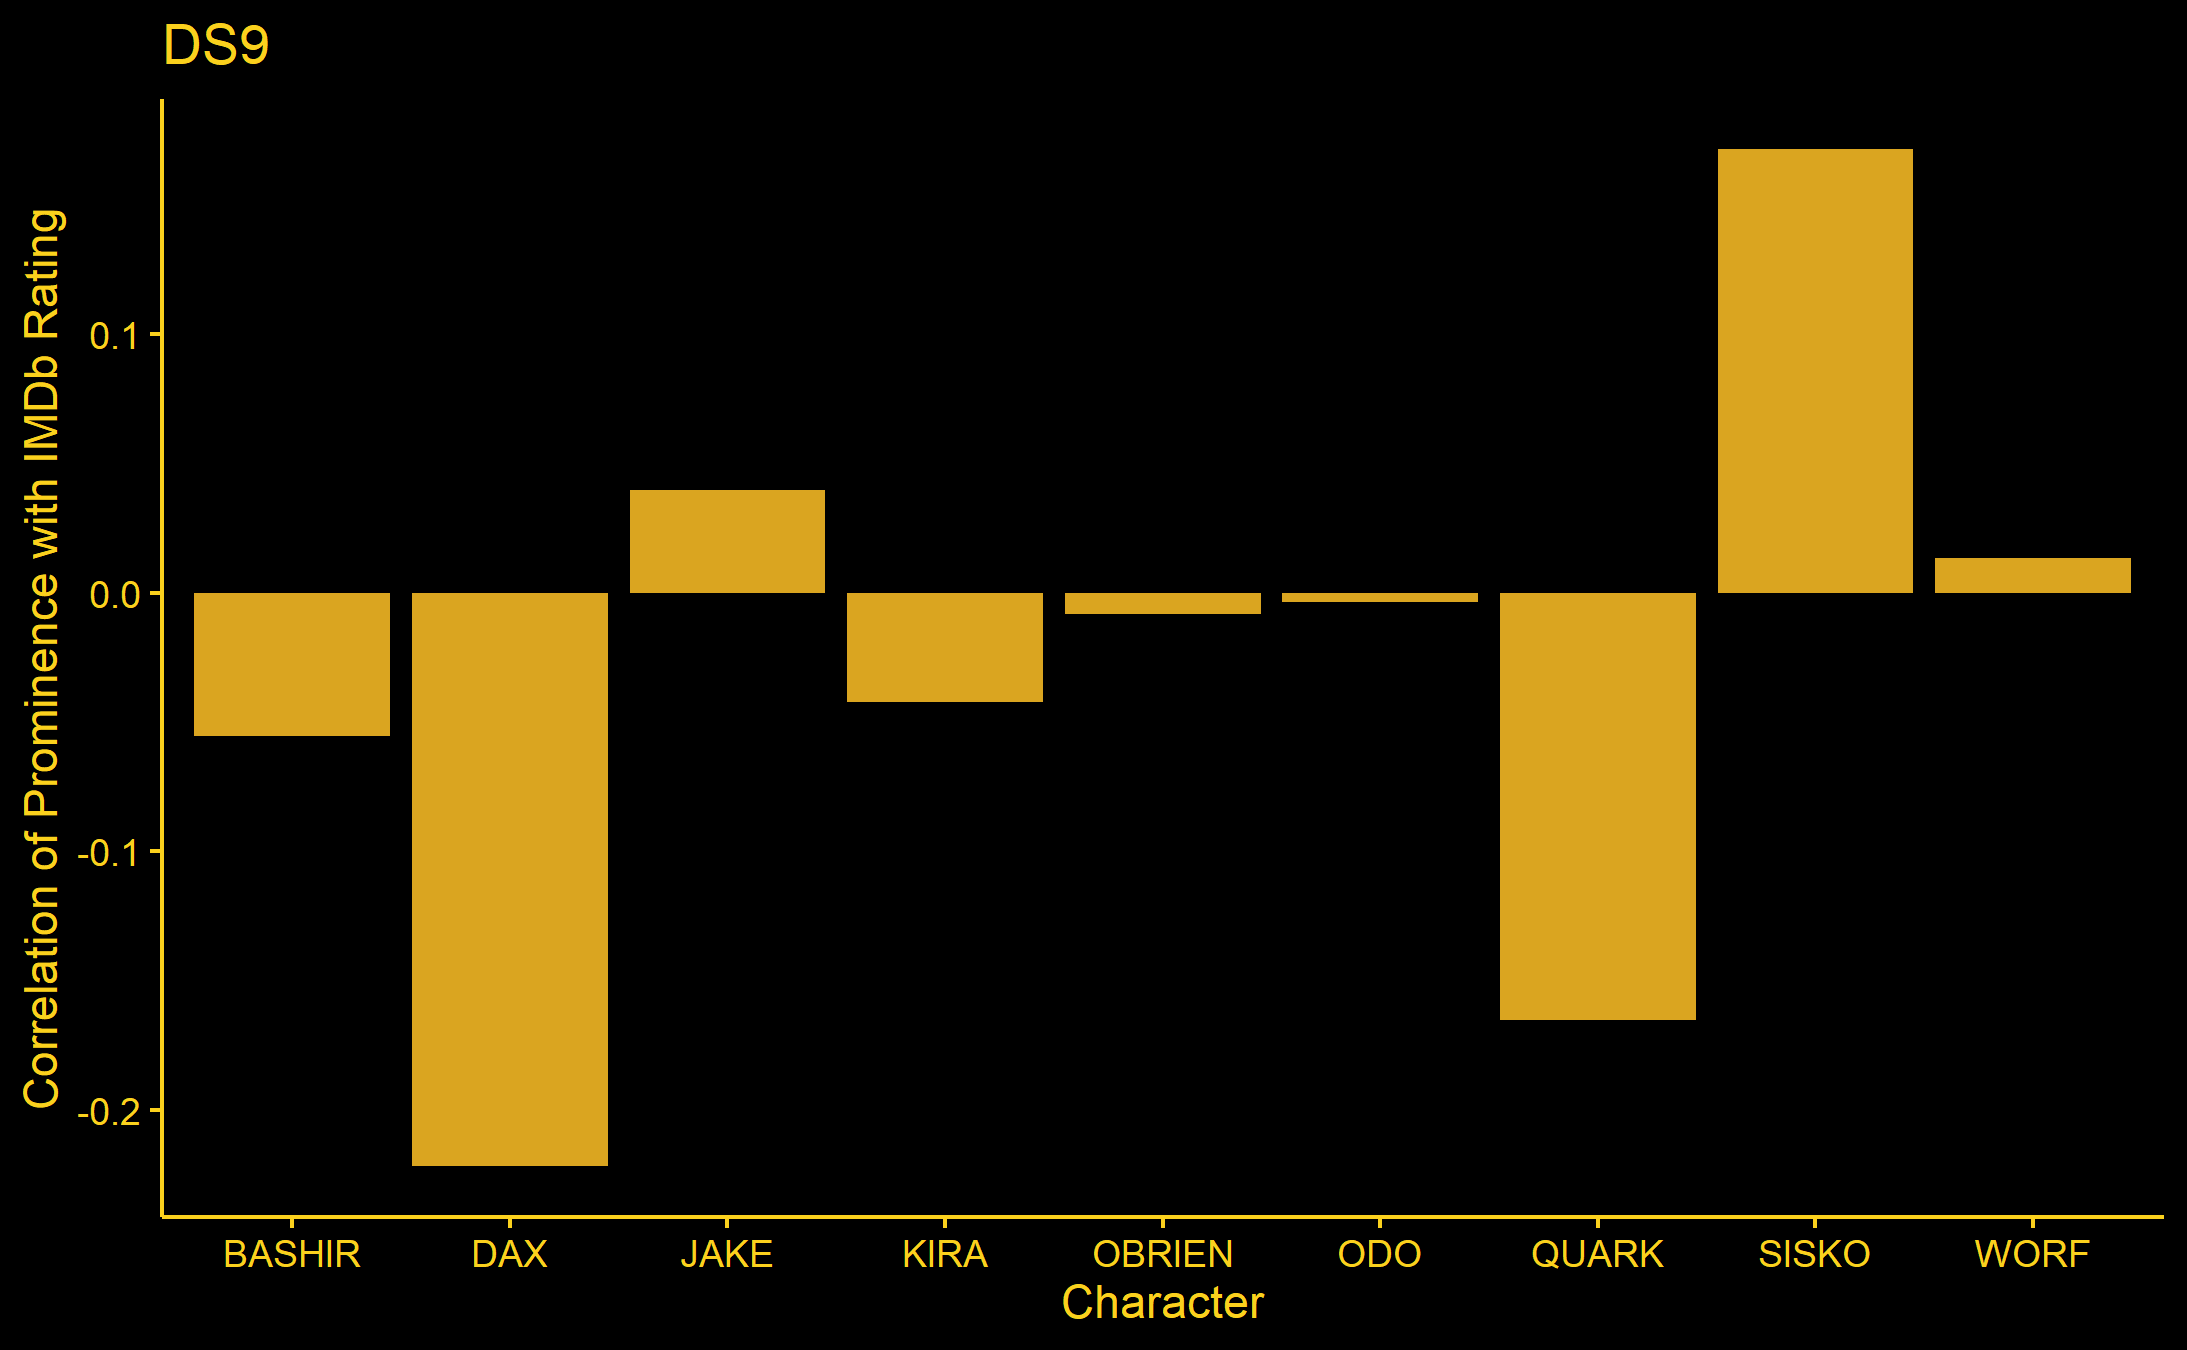 DS9
Correlation of Prominence with IMDb Rating
0.1
0.0
-0.1
-0.2
BASHIR DAX JAKE KIRA OBRIEN ODO QUARK SISKO WORF
Character